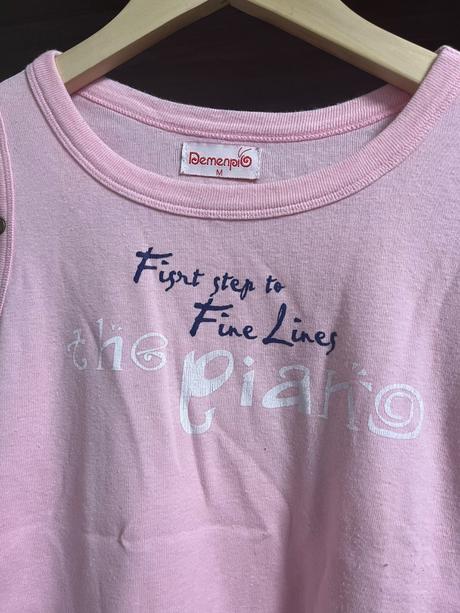 Demenpio
M
Fisrt step to
Fine Lines
the piano